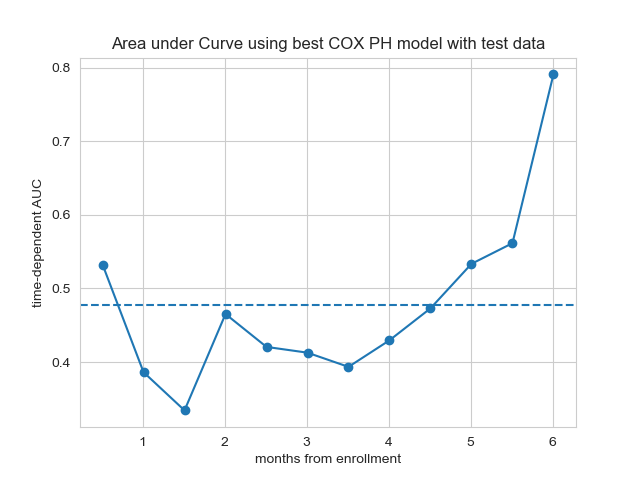 Area under Curve using best COX PH model with test data
0.8
0.7
0.6
0.5
0.4
time-dependent AUC
1 2 3 4 5 6
months from enrollment